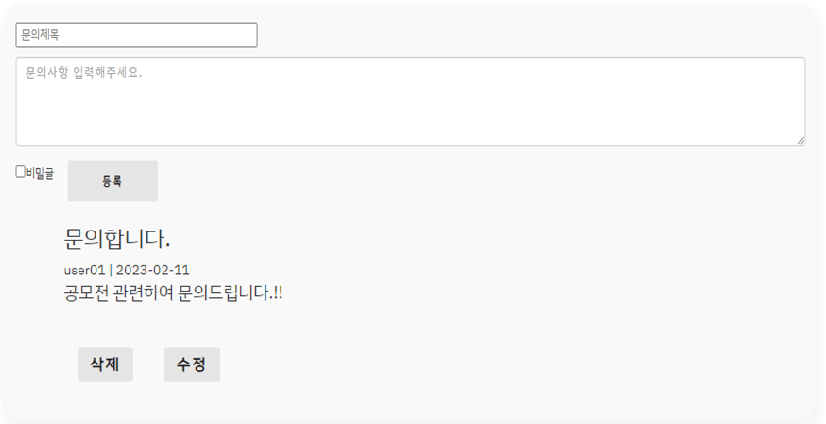 문의제목
문의사항 입력해주세요.
비밀글 등록
문의합니다.
user01 | 2023-02-11
공모전 관련하여 문의드립니다.!!
삭제 수정